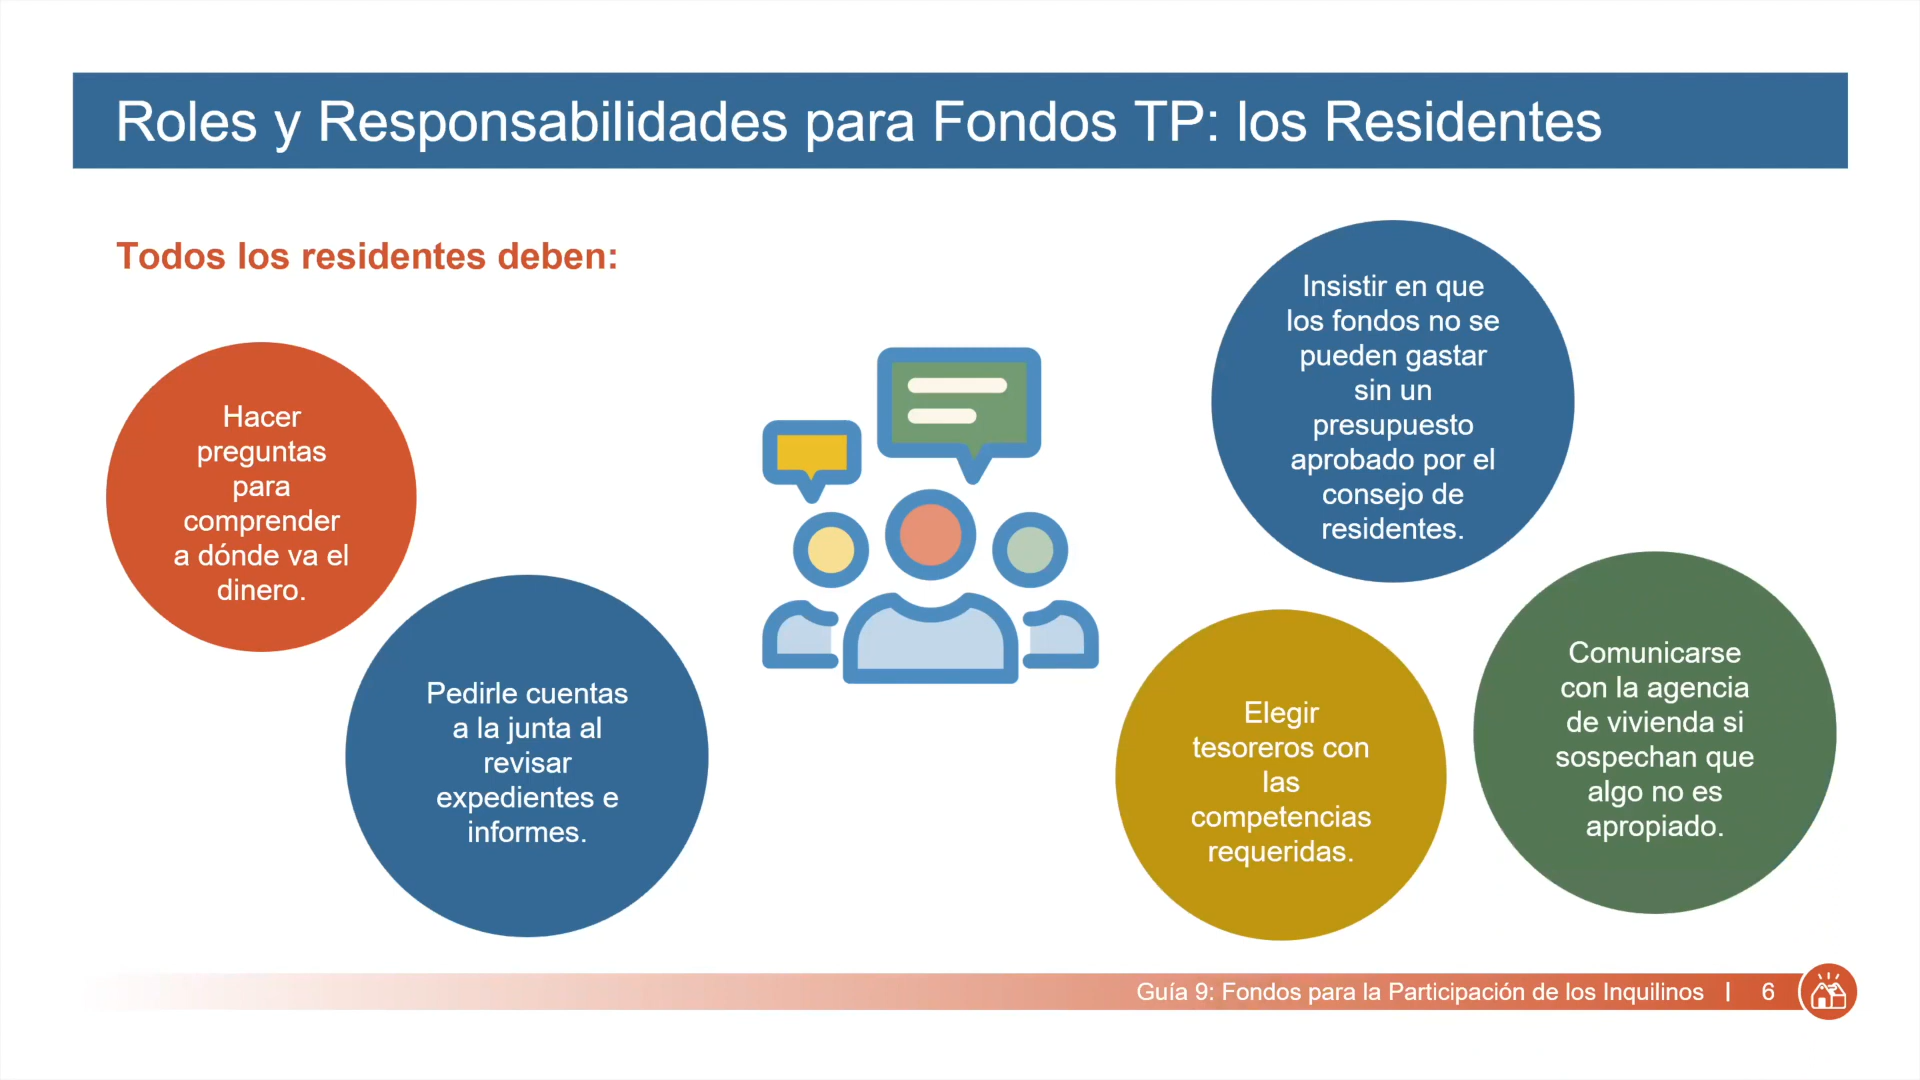 Roles y Responsabilidades para Fondos TP: los Residentes
Todos los residentes deben:
Hacer
preguntas
para
comprender
a dónde va el
dinero.
Pedirle cuentas
a la junta al
revisar
expedientes e
informes.
Insistir en que
los fondos no se
pueden gastar
sin un
presupuesto
aprobado por el
consejo de
residentes.
Elegir
tesoreros con
las
competencias
requeridas.
Comunicarse
con la agencia
de vivienda si
sospechan que
algo no es
apropiado.
Guía 9: Fondos para la Participación de los Inquilinos | 6